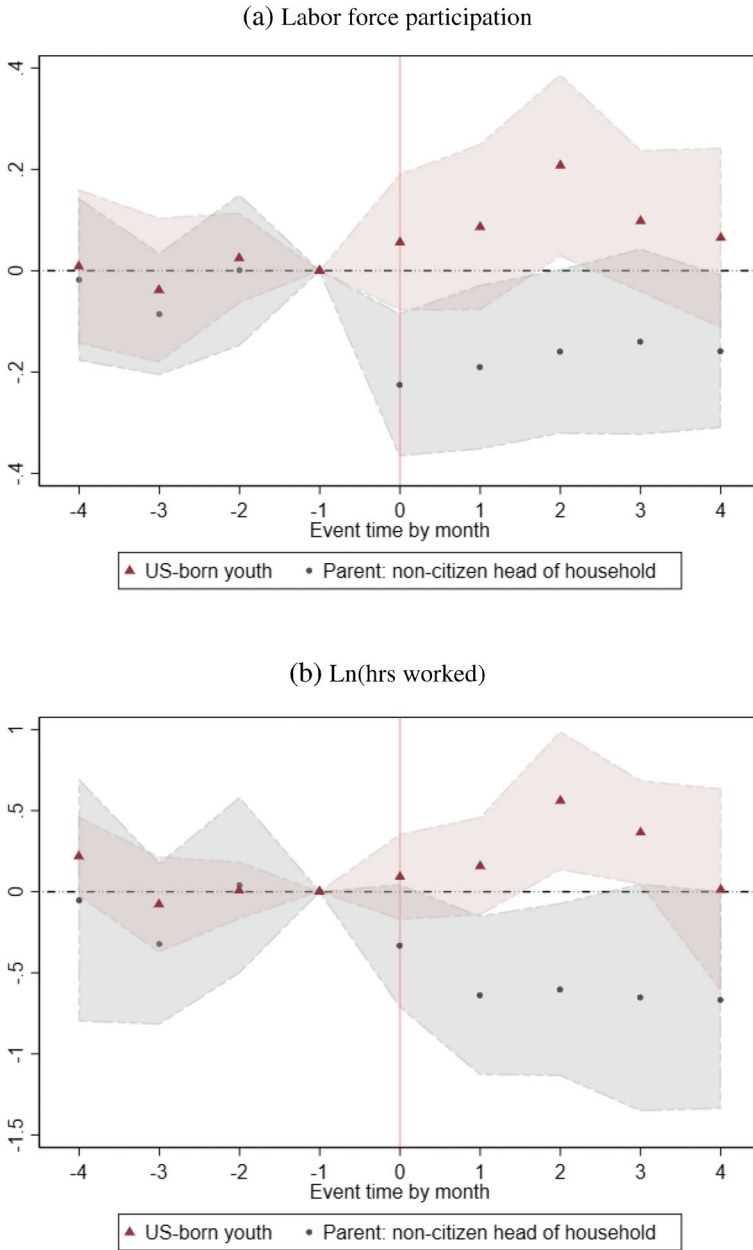 (a) Labor force participation
.4
.2
0
-.2
-.4
-4 -3 -2 -1 0 1 2 3 4
Event time by month
US-born youth Parent: non-citizen head of household
(b) Ln(hrs worked)
1
.5
0
-.5
-1
-1.5
-4 -3 -2 -1 0 1 2 3 4
Event time by month
US-born youth Parent: non-citizen head of household